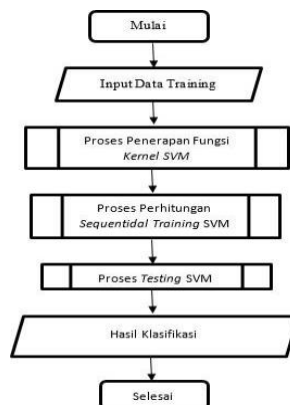 Mulai
Input Data Training
Proses Penerapan Fungsi
Kernel SVM
Proses Perhitungan
Sequentidal Training SVM
Proses Testing SVM
Hasil Klasifikasi
Selesai